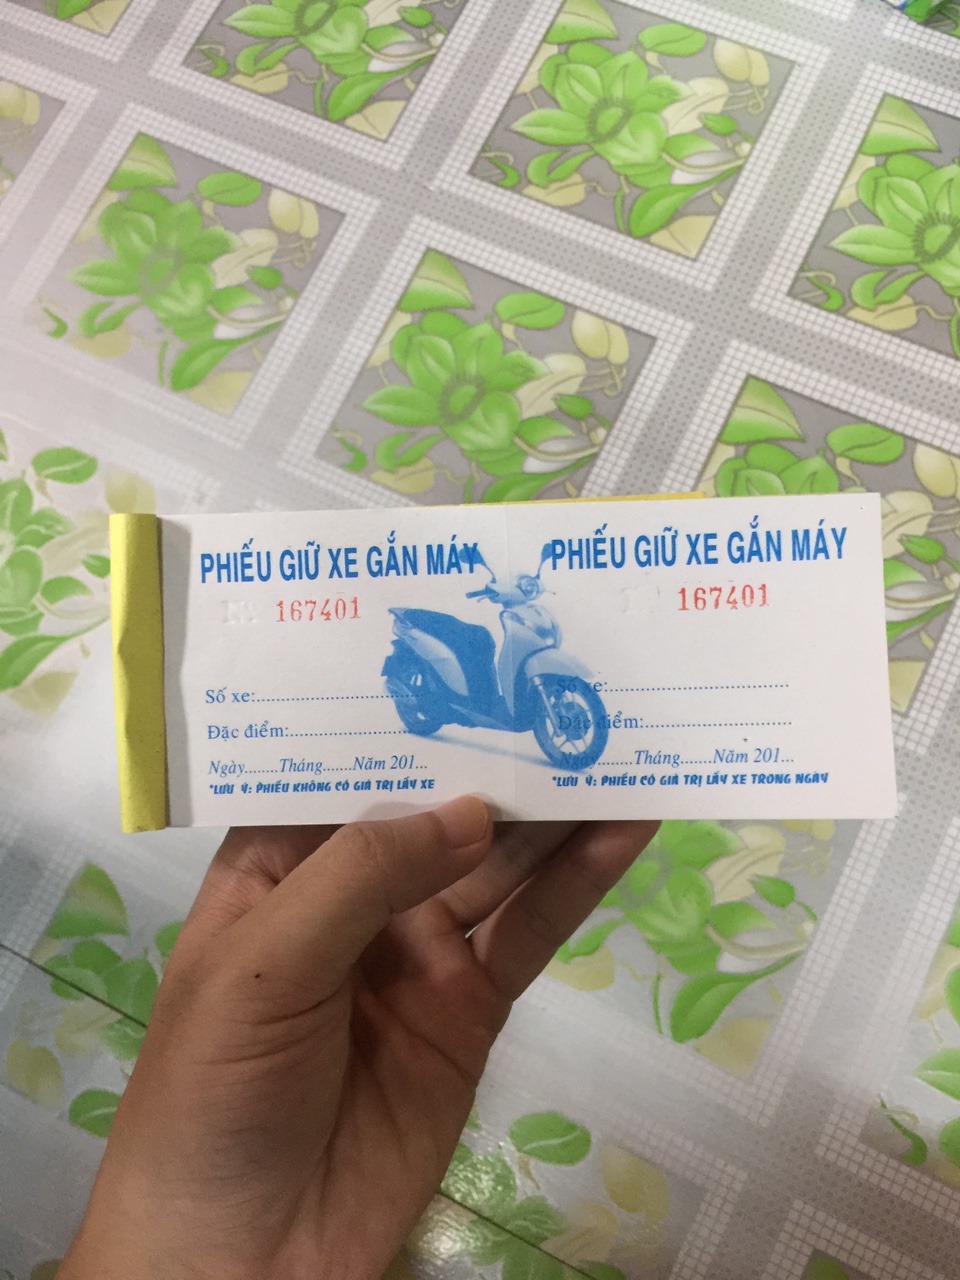 PHIẾU GIỮ XE GẮN MÁY
Nº 167401
Số xe:..............................
Đặc điểm:.........................
Ngày........Tháng.......Năm 201...
*LƯU Ý: PHIẾU KHÔNG CÓ GIÁ TRỊ LẤY XE
PHIẾU GIỮ XE GẮN MÁY
Nº 167401
Số xe:................................
Đặc điểm:..........................
Ngày........Tháng.......Năm 201...
*LƯU Ý: PHIẾU CÓ GIÁ TRỊ LẤY XE TRONG NGÀY